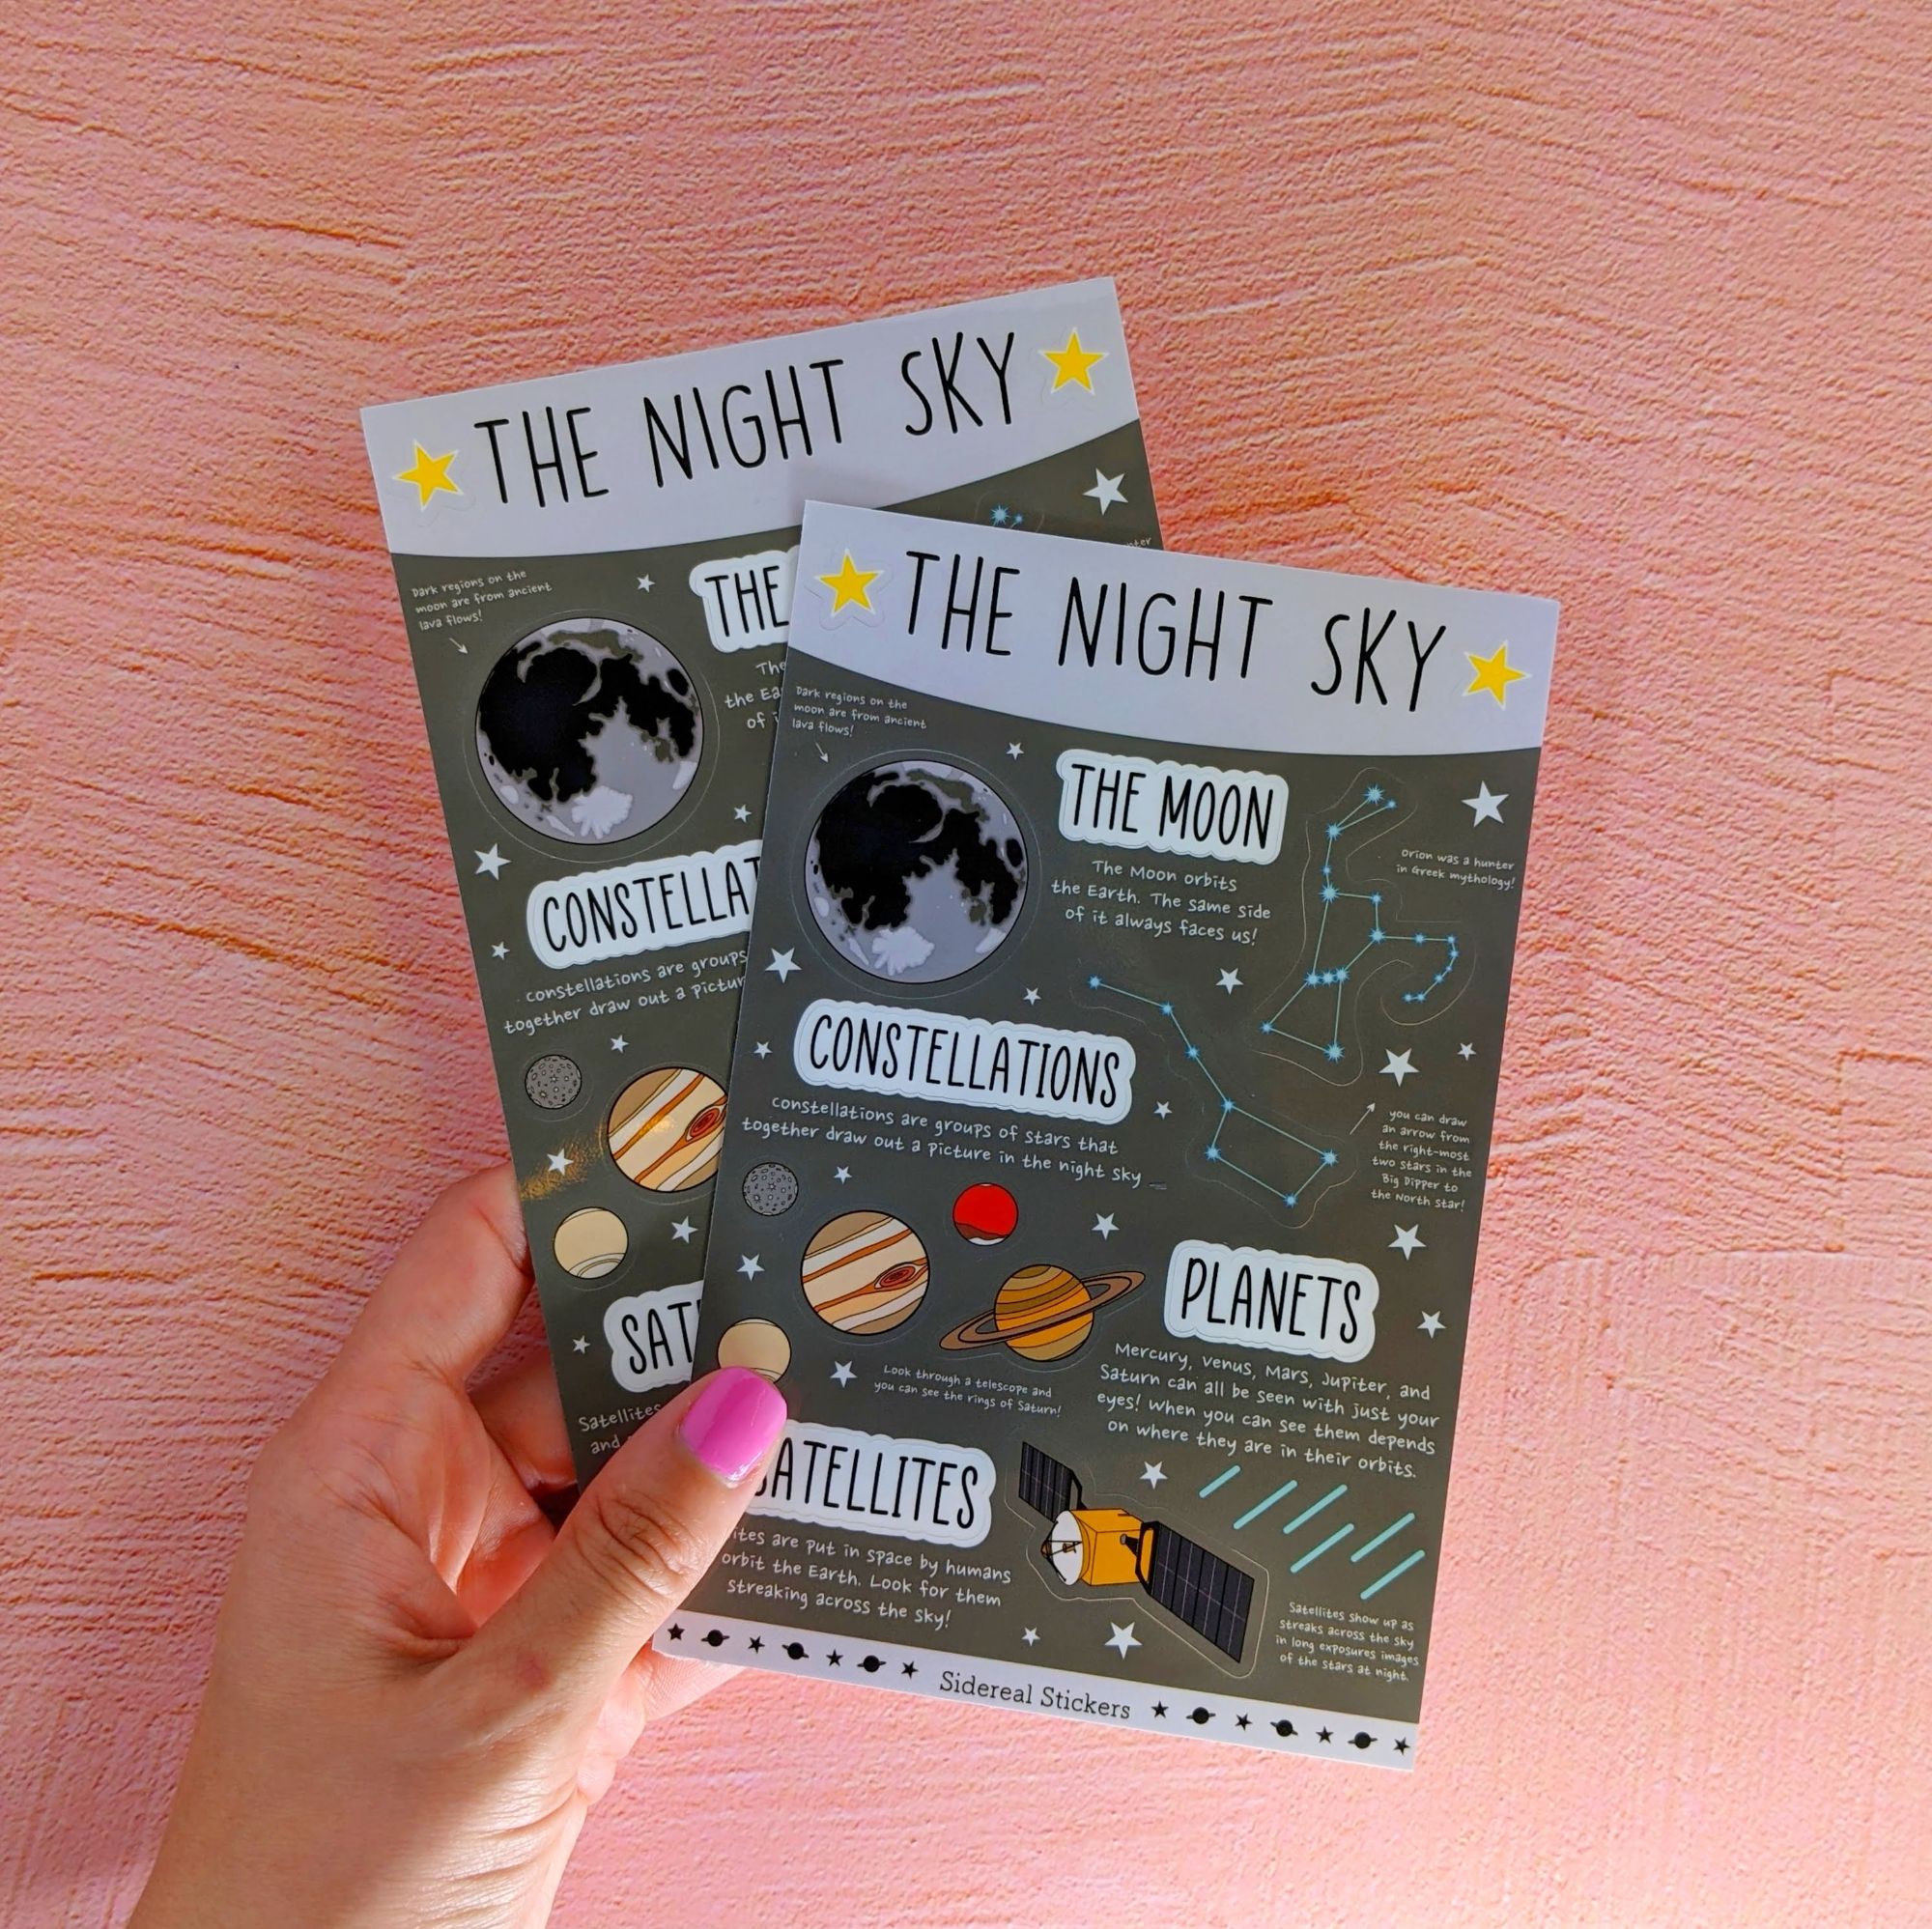 THE NIGHT SKY
Dark regions on the
moon are from ancient
lava flows!
THE
The
the
of
CONSTELLAT
constellations are groups
together draw out a
Satellites
and
THE NIGHT SKY
Dark regions on the
moon are from ancient
lava flows!
THE MOON
The Moon orbits
the Earth. The same side
of it always faces us!
Orion was a hunter
in Greek mythology!
CONSTELLATIONS
constellations are groups of stars that
together draw out a picture in the night sky
you can draw
an arrow from
the right-most
two stars in the
Big Dipper to
the North star!
PLANETS
Mercury, Venus, Mars, Jupiter, and
Saturn can all be seen with just your
eyes! When you can see them depends
on where they are in their orbits.
Look through a telescope and
you can see the rings of Saturn!
SATELLITES
are put in space by humans
orbit the Earth. Look for them
streaking across the sky!
Satellites show up as
streaks across the sky
in long exposures images
of the stars at night.
Sidereal Stickers